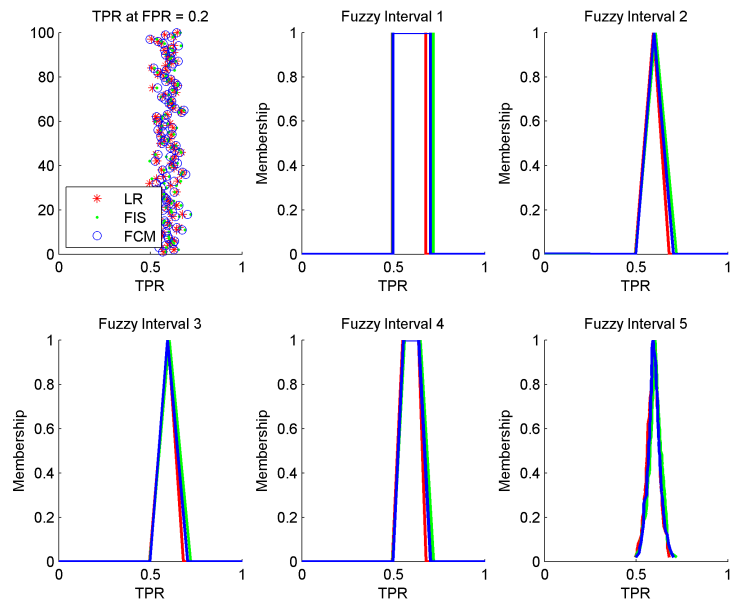 TPR at FPR = 0.2
100
80
60
40
20
0
LR
FIS
FCM
0
0.5
1
TPR
Fuzzy Interval 1
Membership
1
0.8
0.6
0.4
0.2
0
0
0.5
1
TPR
Fuzzy Interval 2
Membership
1
0.8
0.6
0.4
0.2
0
0
0.5
1
TPR
Fuzzy Interval 3
Membership
1
0.8
0.6
0.4
0.2
0
0
0.5
1
TPR
Fuzzy Interval 4
Membership
1
0.8
0.6
0.4
0.2
0
0
0.5
1
TPR
Fuzzy Interval 5
Membership
1
0.8
0.6
0.4
0.2
0
0
0.5
1
TPR